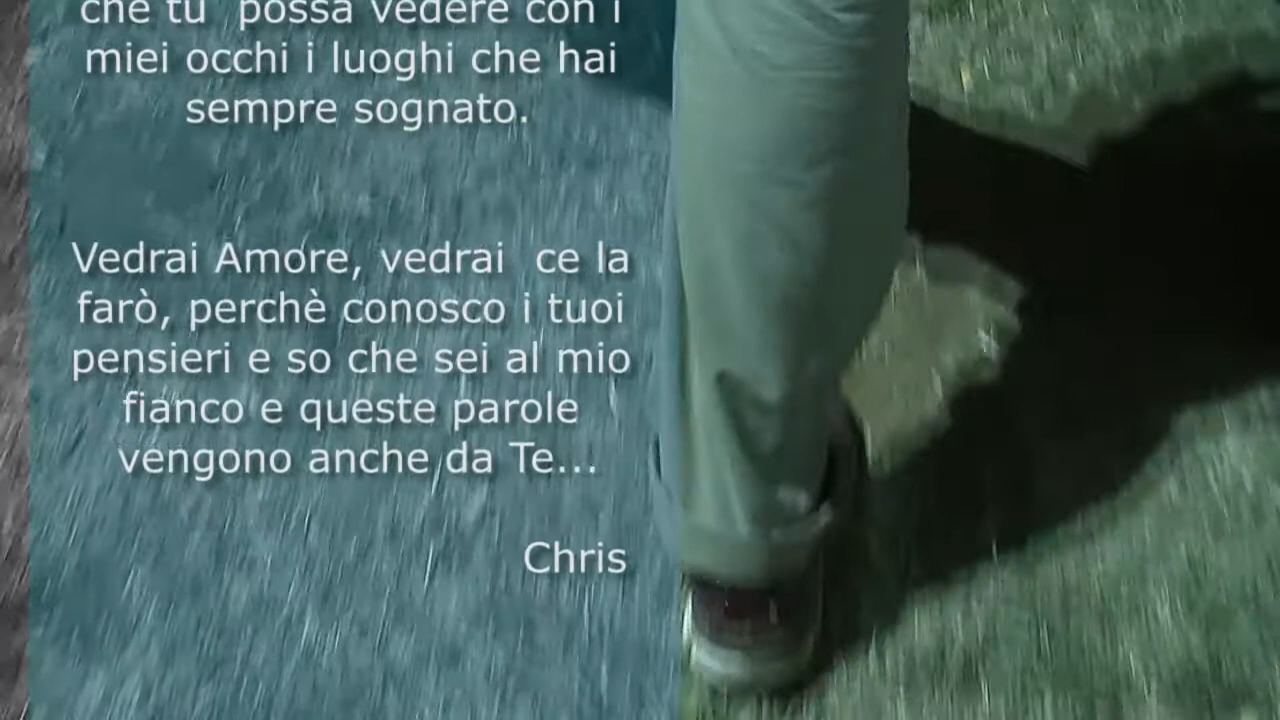 che tu possa vedere con i
miei occhi i luoghi che hai
sempre sognato.
Vedrai Amore, vedrai ce la
farò, perchè conosco i tuoi
pensieri e so che sei al mio
fianco e queste parole
vengono anche da Te...
Chris